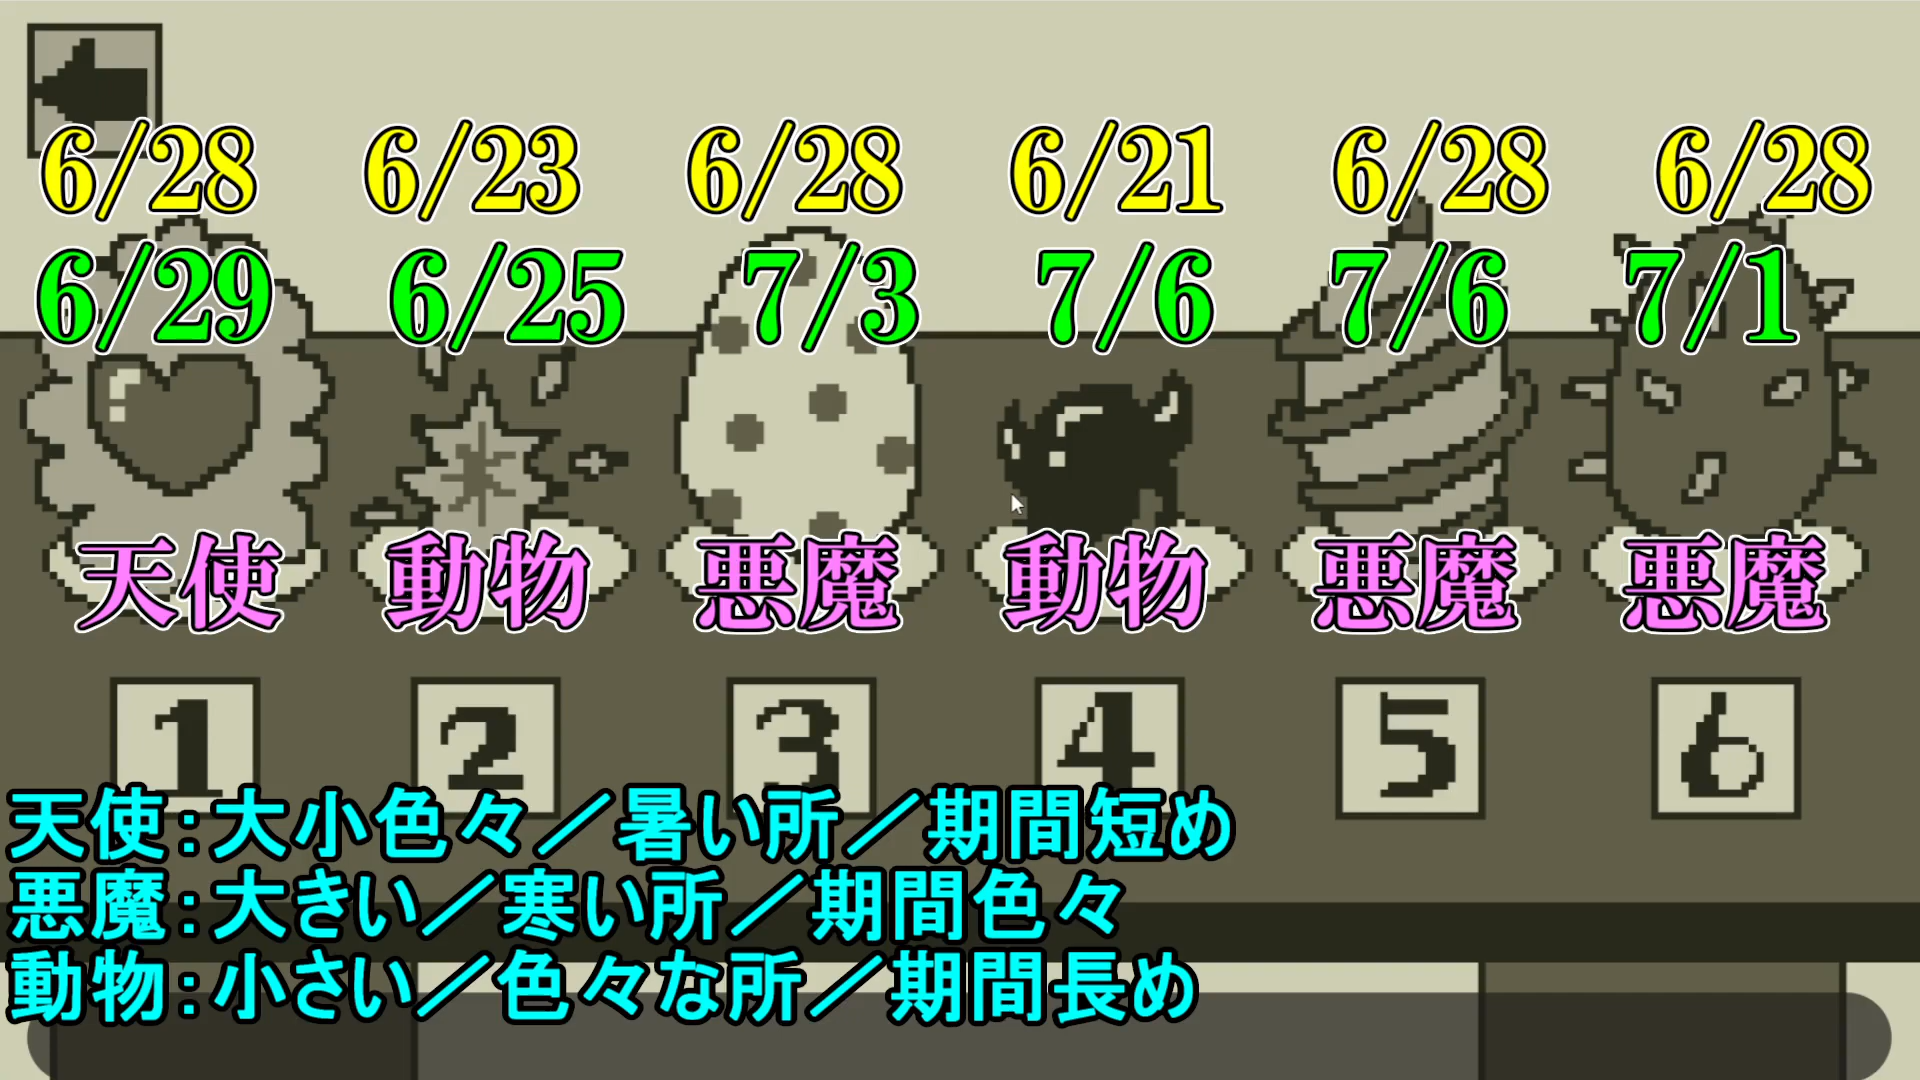 6/28 6/23 6/28 6/21 6/28 6/28
6/29 6/25 7/3 7/6 7/6 7/1
天使 動物 悪魔 動物 悪魔 悪魔
1 2 3 4 5 6
天使:大小色々／暑い所／期間短め
悪魔:大きい／寒い所／期間色々
動物:小さい／色々な所／期間長め